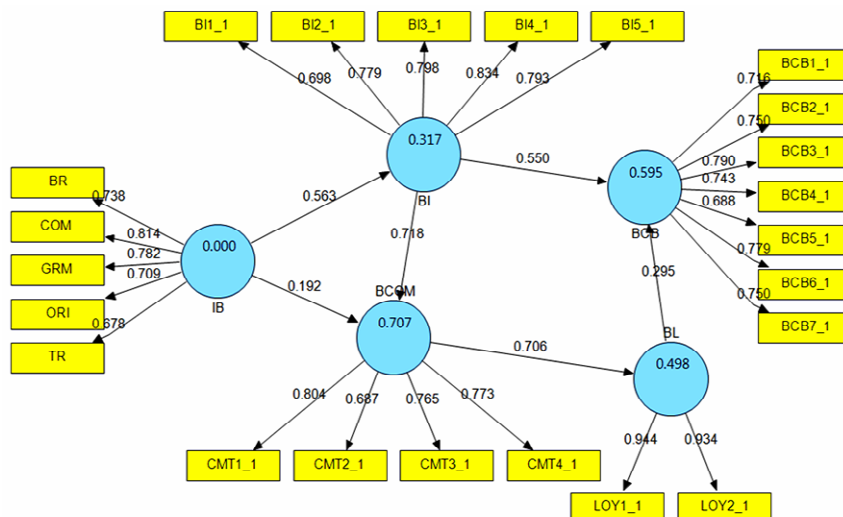 BI1_1 BI2_1 BI3_1 BI4_1 BI5_1
0.698 0.779 0.798 0.834 0.793
BCB1_1
0.716
BCB2_1
0.750
BCB3_1
0.790
BCB4_1
0.743
BCB5_1
0.688
BCB6_1
0.779
BCB7_1
0.750
0.317
BI
0.550
0.595
BCB
BR
0.738
COM
0.814
GRM
0.782
ORI
0.709
TR
0.678
0.563
0.000
IB
0.192
0.718
BCOM
0.707
0.295
BL
0.706
0.498
0.804 0.687 0.765 0.773
CMT1_1 CMT2_1 CMT3_1 CMT4_1
0.944 0.934
LOY1_1 LOY2_1